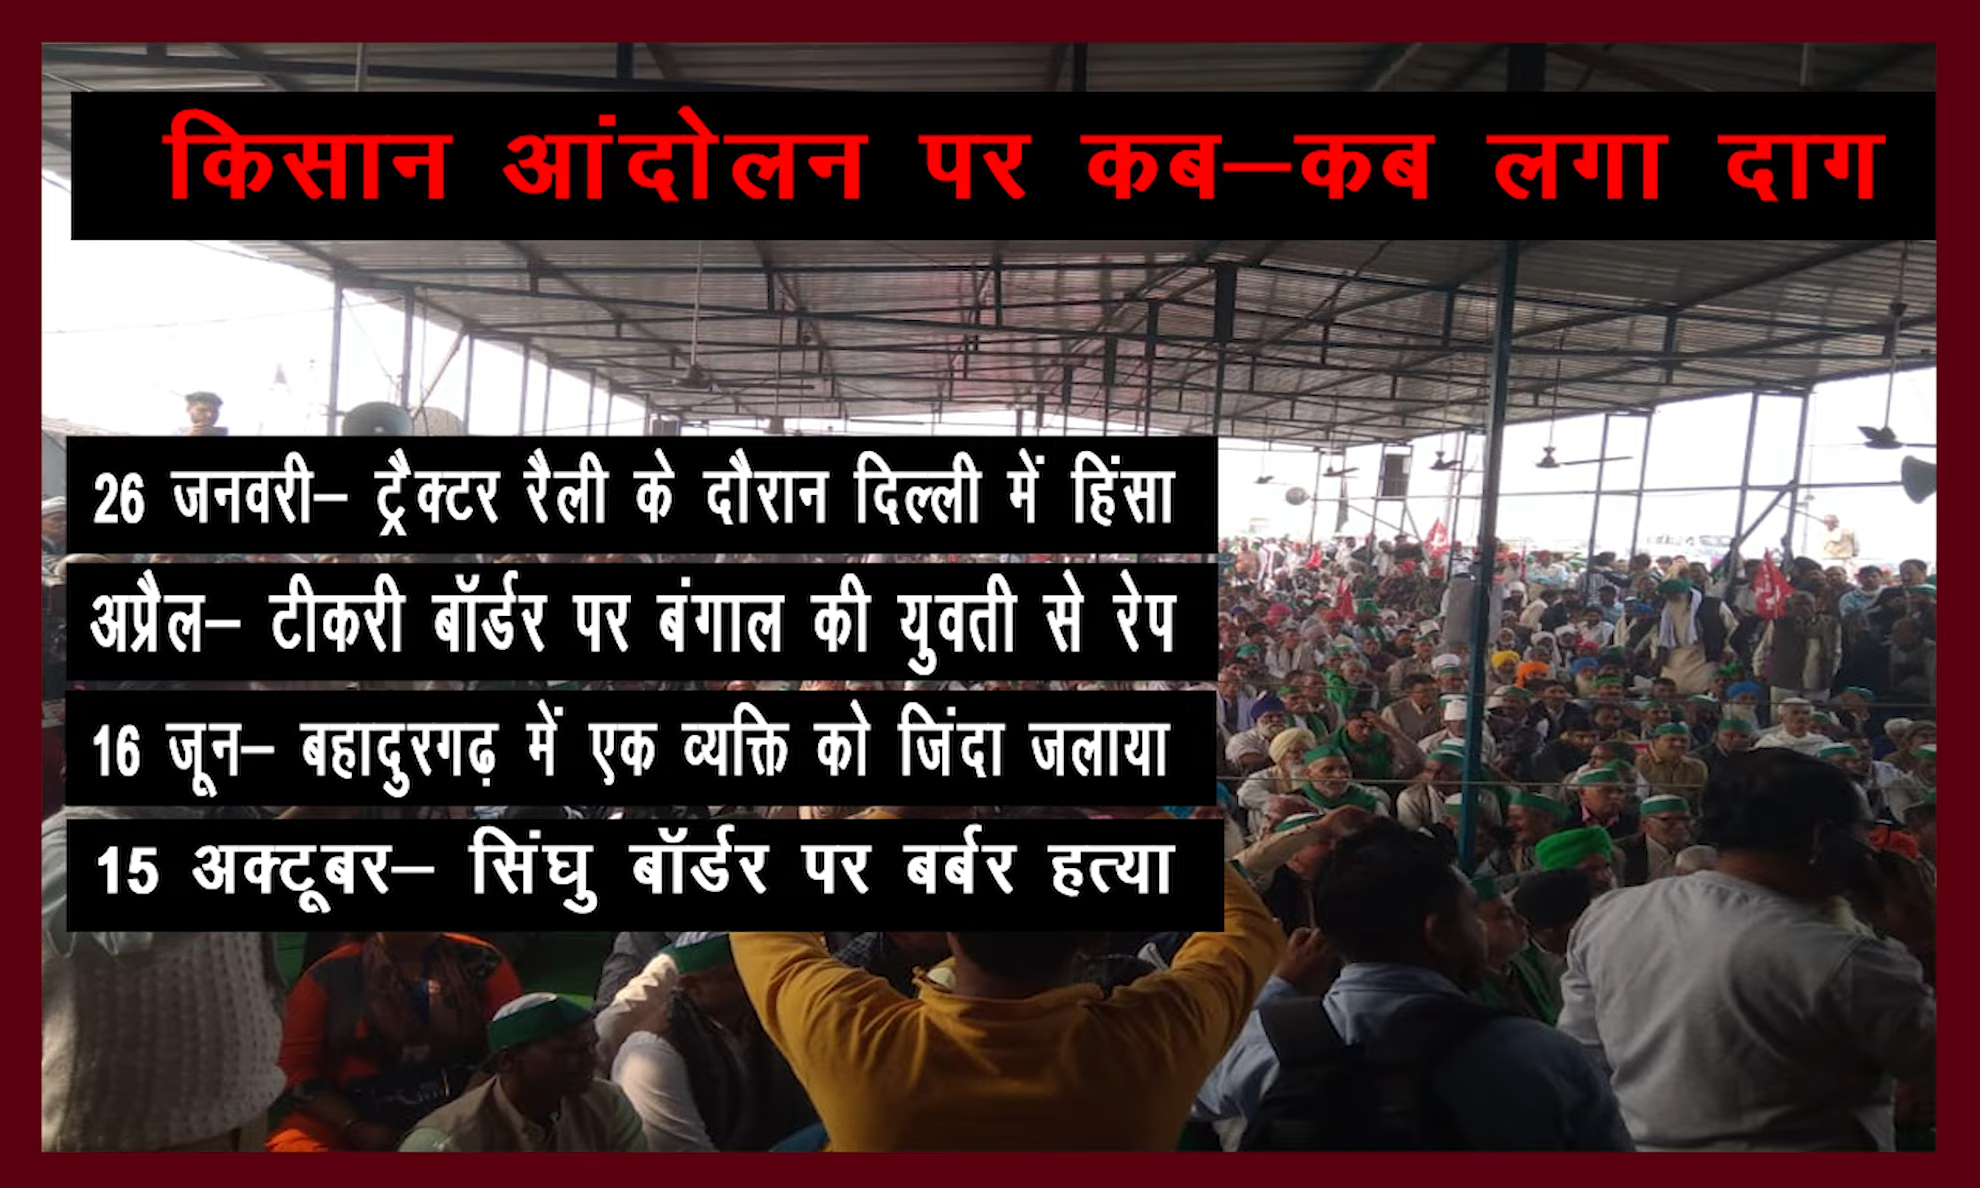 किसान आंदोलन पर कब–कब लगा दाग
26 जनवरी– ट्रैक्टर रैली के दौरान दिल्ली में हिंसा
अप्रैल– टीकरी बॉर्डर पर बंगाल की युवती से रेप
16 जून– बहादुरगढ़ में एक व्यक्ति को जिंदा जलाया
15 अक्टूबर– सिंघु बॉर्डर पर बर्बर हत्या